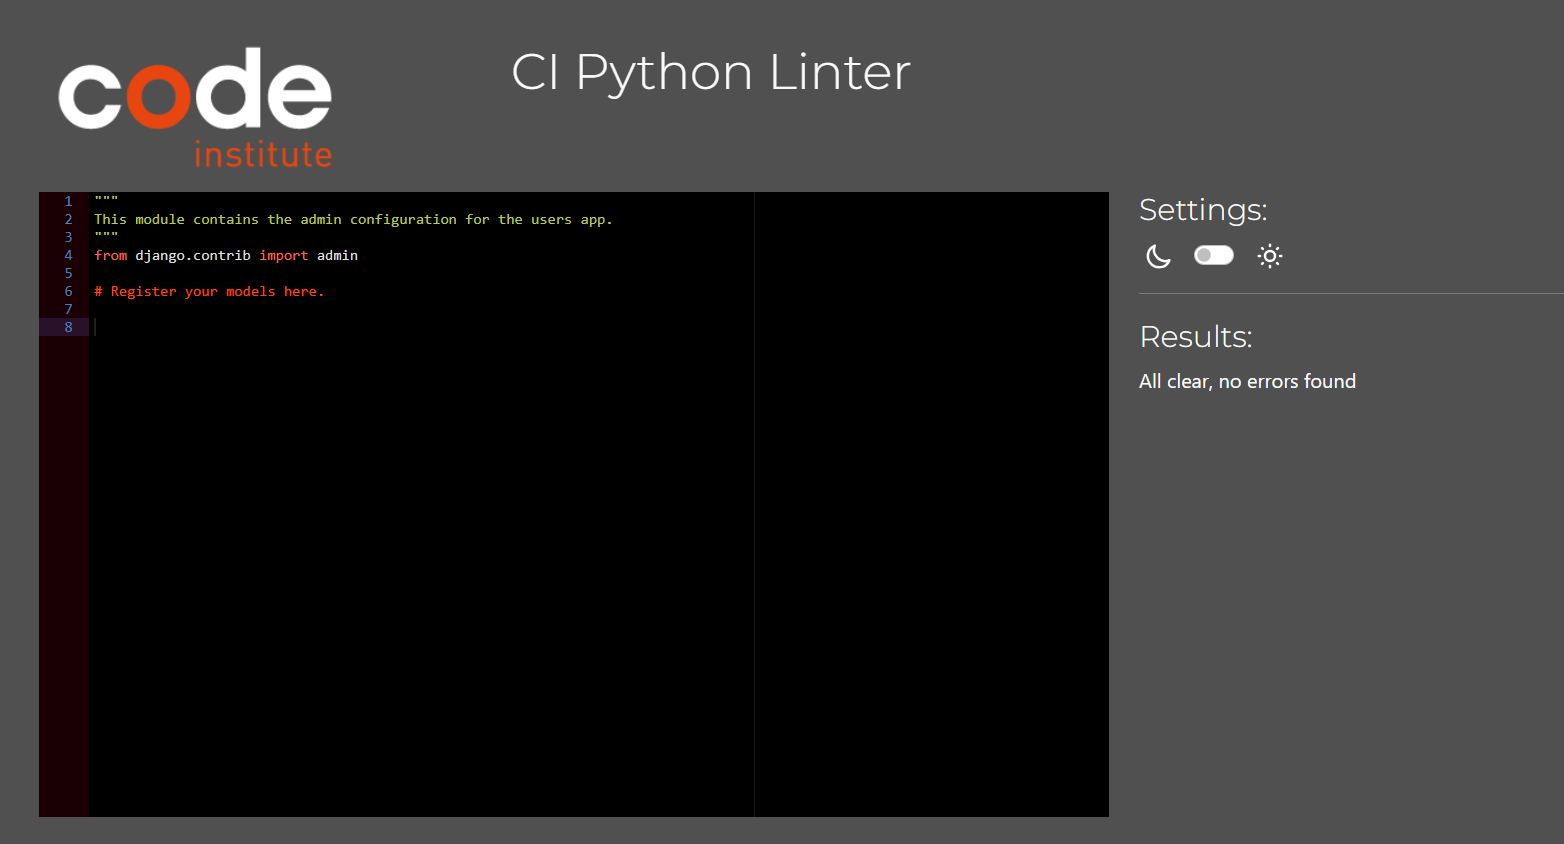 code
institute
CI Python Linter
1 """
2 This module contains the admin configuration for the users app.
3 """
4 from django.contrib import admin
5
6 # Register your models here.
7
8
Settings:
Results:
All clear, no errors found